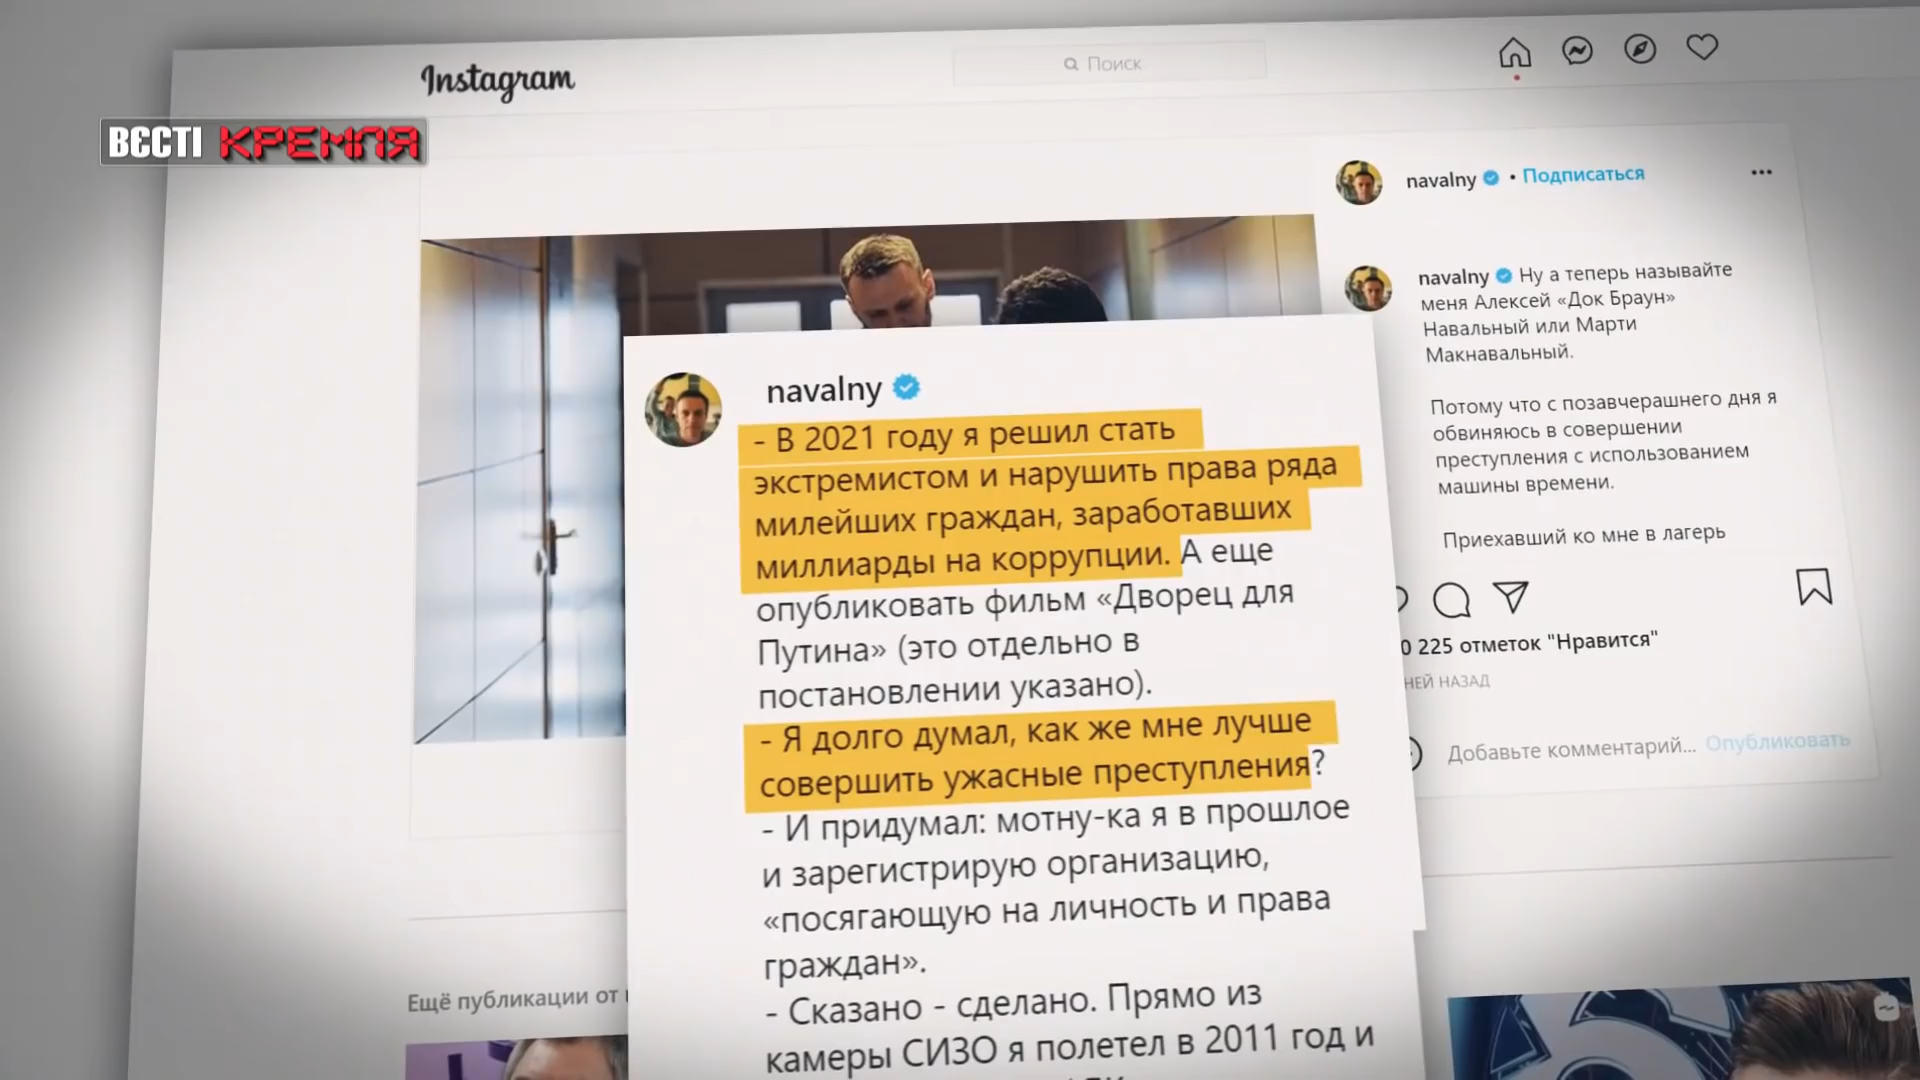 Instagram
Поиск
ВЄСТІ КРЕМЛЯ
navalny • Подписаться
navalny Ну а теперь называйте
меня Алексей «Док Браун»
Навальный или Марти
Макнавальный.
Потому что с позавчерашнего дня я
обвиняюсь в совершении
преступления с использованием
машины времени.
Приехавший ко мне в лагерь
0 225 отметок "Нравится"
НАЗАД
Добавьте комментарий... Опубликовать
navalny
- В 2021 году я решил стать
экстремистом и нарушить права ряда
милейших граждан, заработавших
миллиарды на коррупции. А еще
опубликовать фильм «Дворец для
Путина» (это отдельно в
постановлении указано).
- Я долго думал, как же мне лучше
совершить ужасные преступления?
- И придумал: мотну-ка я в прошлое
и зарегистрирую организацию,
«посягающую на личность и права
граждан».
- Сказано - сделано. Прямо из
камеры СИЗО я полетел в 2011 год и
Ещё публикации от